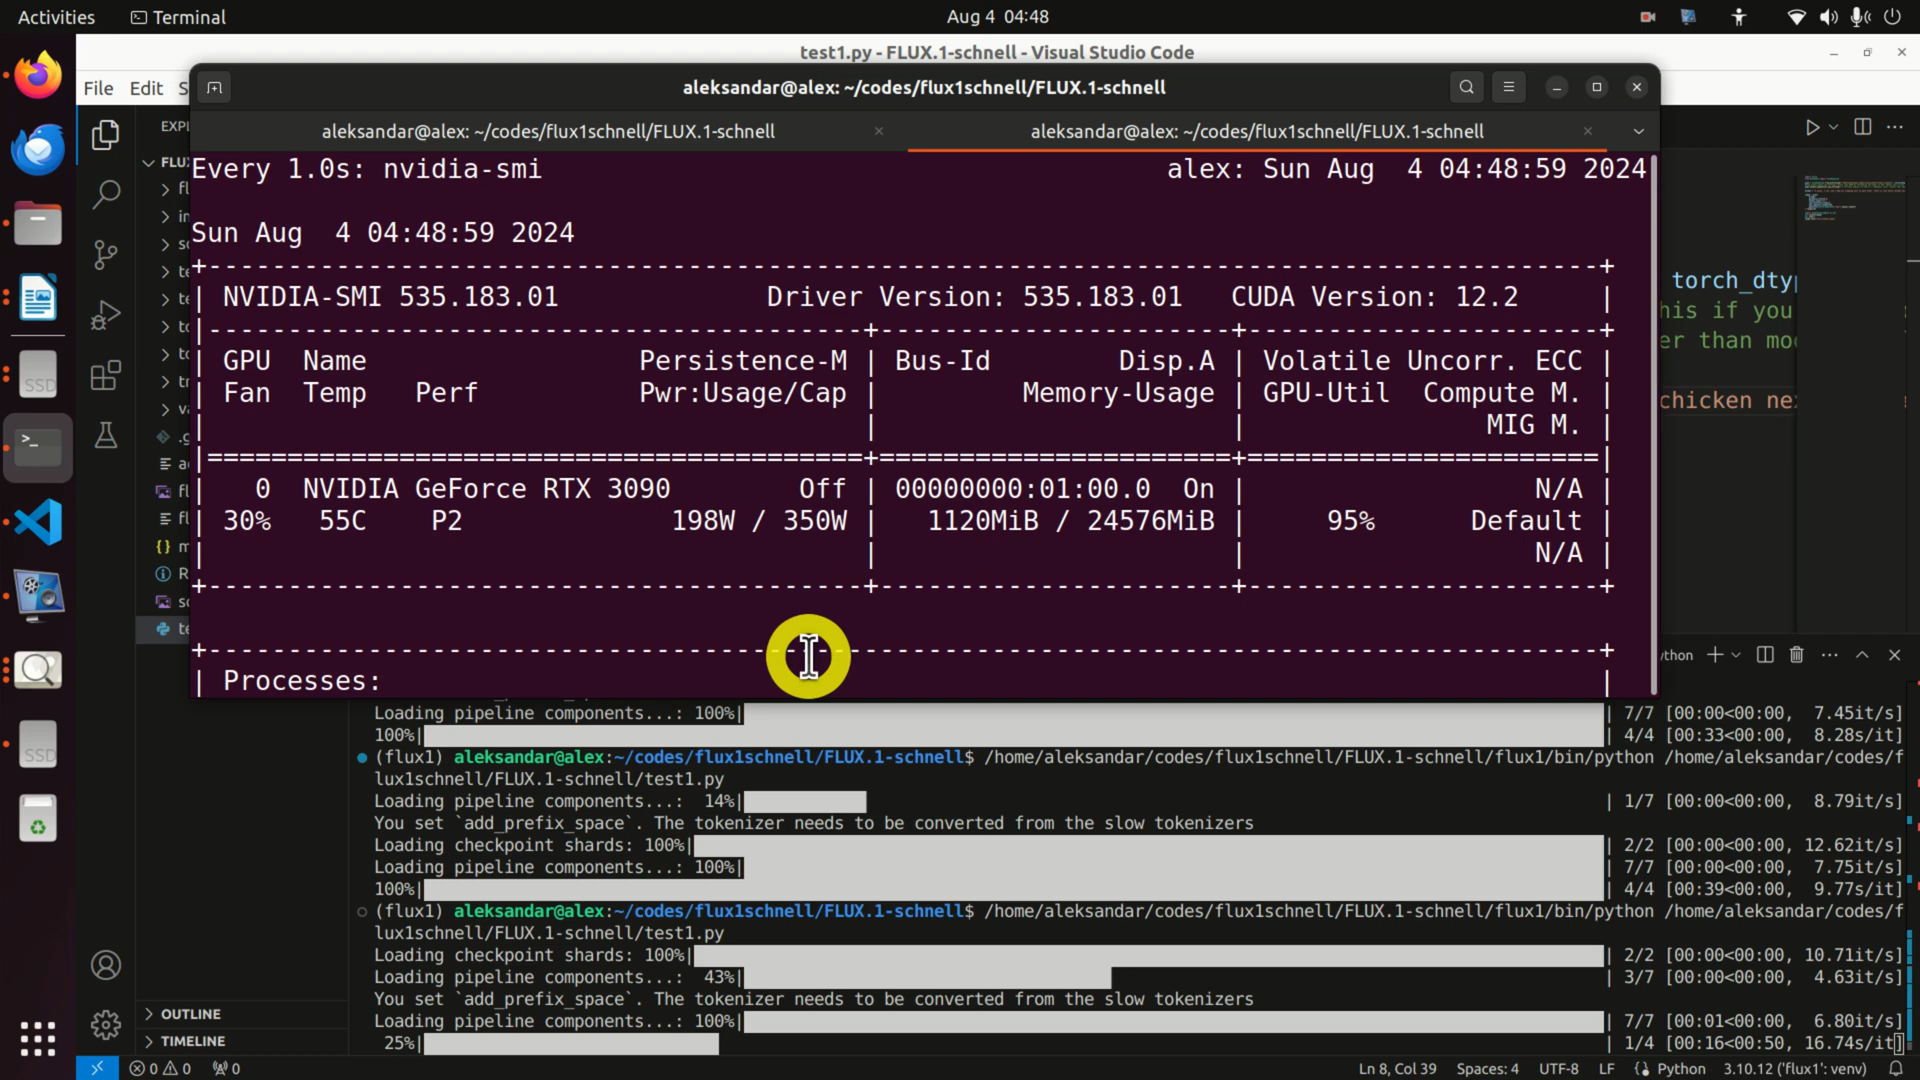 Activities
Terminal
Aug 4 04:48
test1.py - FLUX.1-schnell - Visual Studio Code
File Edit S
aleksandar@alex: ~/codes/flux1schnell/FLUX.1-schnell
aleksandar@alex: ~/codes/flux1schnell/FLUX.1-schnell
aleksandar@alex: ~/codes/flux1schnell/FLUX.1-schnell
Every 1.0s: nvidia-smi alex: Sun Aug 4 04:48:59 2024
Sun Aug 4 04:48:59 2024
+-----------------------------------------------------------------------------+
| NVIDIA-SMI 535.183.01 Driver Version: 535.183.01 CUDA Version: 12.2 |
| GPU Name Persistence-M | Bus-Id Disp.A | Volatile Uncorr. ECC |
| Fan Temp Perf Pwr:Usage/Cap | Memory-Usage | GPU-Util Compute M. |
| | | MIG M. |
| 0 NVIDIA GeForce RTX 3090 Off | 00000000:01:00.0 On | N/A |
| 30% 55C P2 198W / 350W | 1120MiB / 24576MiB | 95% Default |
| | | N/A |
| Processes: |
EXPL
FLUX
torch_dtyp
his if you
er than mod
chicken nex
SSD
SSD
OUTLINE
TIMELINE
ython
Loading pipeline components...: 100%| | 7/7 [00:00<00:00, 7.45it/s]
100%| | 4/4 [00:33<00:00, 8.28s/it]
(flux1) aleksandar@alex:~/codes/flux1schnell/FLUX.1-schnell$ /home/aleksandar/codes/flux1schnell/FLUX.1-schnell/flux1/bin/python /home/aleksandar/codes/f
lux1schnell/FLUX.1-schnell/test1.py
Loading pipeline components...: 14%| | 1/7 [00:00<00:00, 8.79it/s]
You set `add_prefix_space`. The tokenizer needs to be converted from the slow tokenizers
Loading checkpoint shards: 100%| | 2/2 [00:00<00:00, 12.62it/s]
Loading pipeline components...: 100%| | 7/7 [00:00<00:00, 7.75it/s]
100%| | 4/4 [00:39<00:00, 9.77s/it]
(flux1) aleksandar@alex:~/codes/flux1schnell/FLUX.1-schnell$ /home/aleksandar/codes/flux1schnell/FLUX.1-schnell/flux1/bin/python /home/aleksandar/codes/f
lux1schnell/FLUX.1-schnell/test1.py
Loading checkpoint shards: 100%| | 2/2 [00:00<00:00, 10.71it/s]
Loading pipeline components...: 43%| | 3/7 [00:00<00:00, 4.63it/s]
You set `add_prefix_space`. The tokenizer needs to be converted from the slow tokenizers
Loading pipeline components...: 100%| | 7/7 [00:01<00:00, 6.80it/s]
25%| | 1/4 [00:16<00:50, 16.74s/it]
0 0 0 Ln 8, Col 39 Spaces: 4 UTF-8 LF Python 3.10.12 ('flux1': venv)